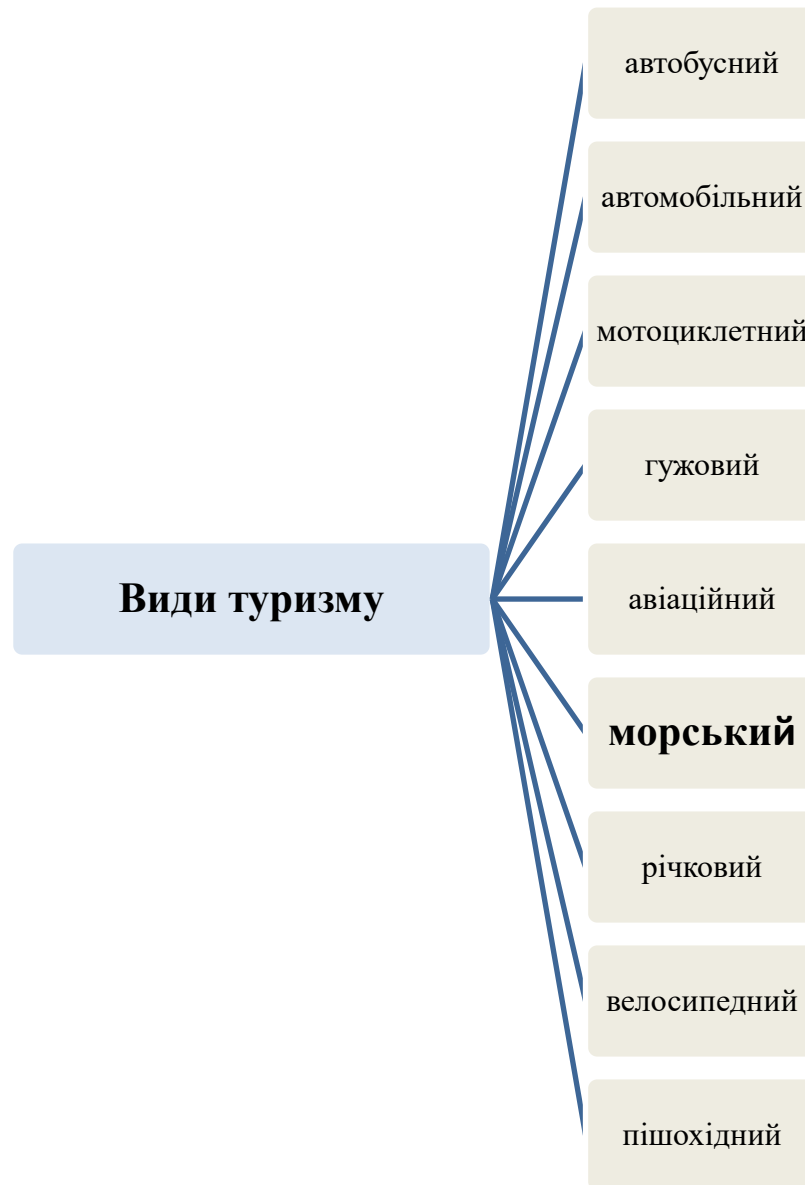 Види туризму
автобусний
автомобільний
мотоциклетний
гужовий
авіаційний
морський
річковий
велосипедний
пішохідний